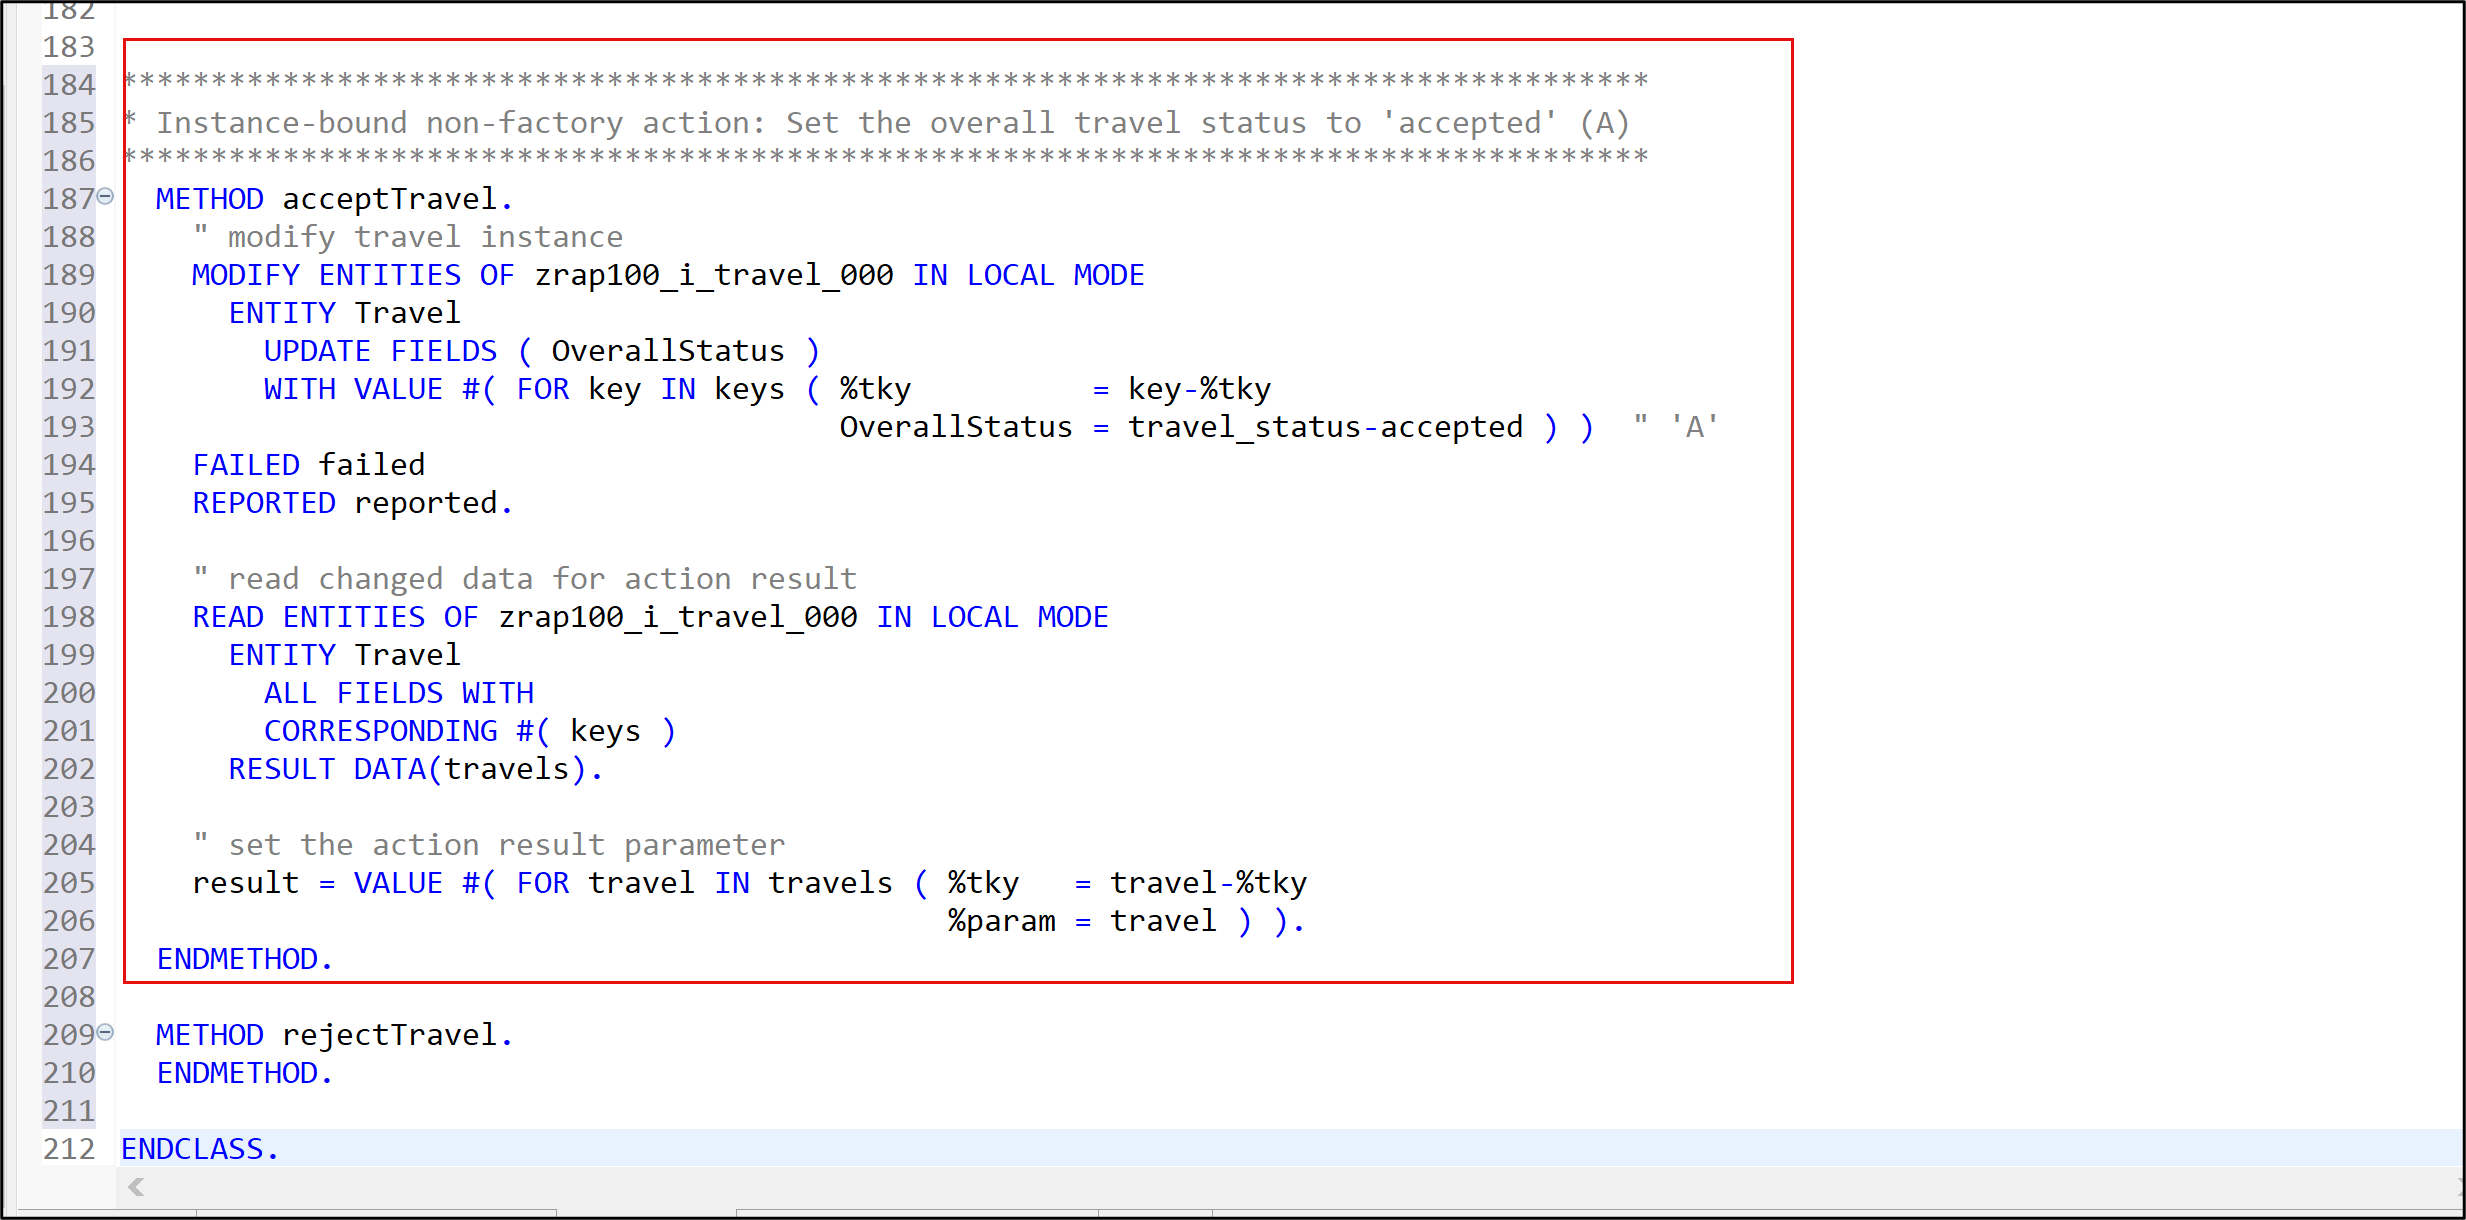 182
183
184 *************************************************************************************
185 * Instance-bound non-factory action: Set the overall travel status to 'accepted' (A)
186 *************************************************************************************
187 METHOD acceptTravel.
188 " modify travel instance
189 MODIFY ENTITIES OF zrap100_i_travel_000 IN LOCAL MODE
190 ENTITY Travel
191 UPDATE FIELDS ( OverallStatus )
192 WITH VALUE #( FOR key IN keys ( %tky = key-%tky
193 OverallStatus = travel_status-accepted ) ) " 'A'
194 FAILED failed
195 REPORTED reported.
196
197 " read changed data for action result
198 READ ENTITIES OF zrap100_i_travel_000 IN LOCAL MODE
199 ENTITY Travel
200 ALL FIELDS WITH
201 CORRESPONDING #( keys )
202 RESULT DATA(travels).
203
204 " set the action result parameter
205 result = VALUE #( FOR travel IN travels ( %tky = travel-%tky
206 %param = travel ) ).
207 ENDMETHOD.
208
209 METHOD rejectTravel.
210 ENDMETHOD.
211
212 ENDCLASS.